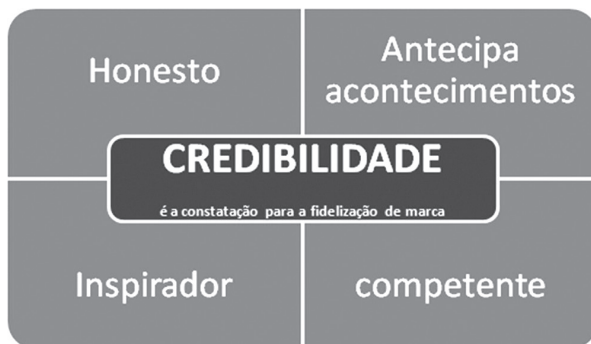 Honesto
Antecipa
acontecimentos
CREDIBILIDADE
é a constatação para a fidelização de marca
Inspirador
competente